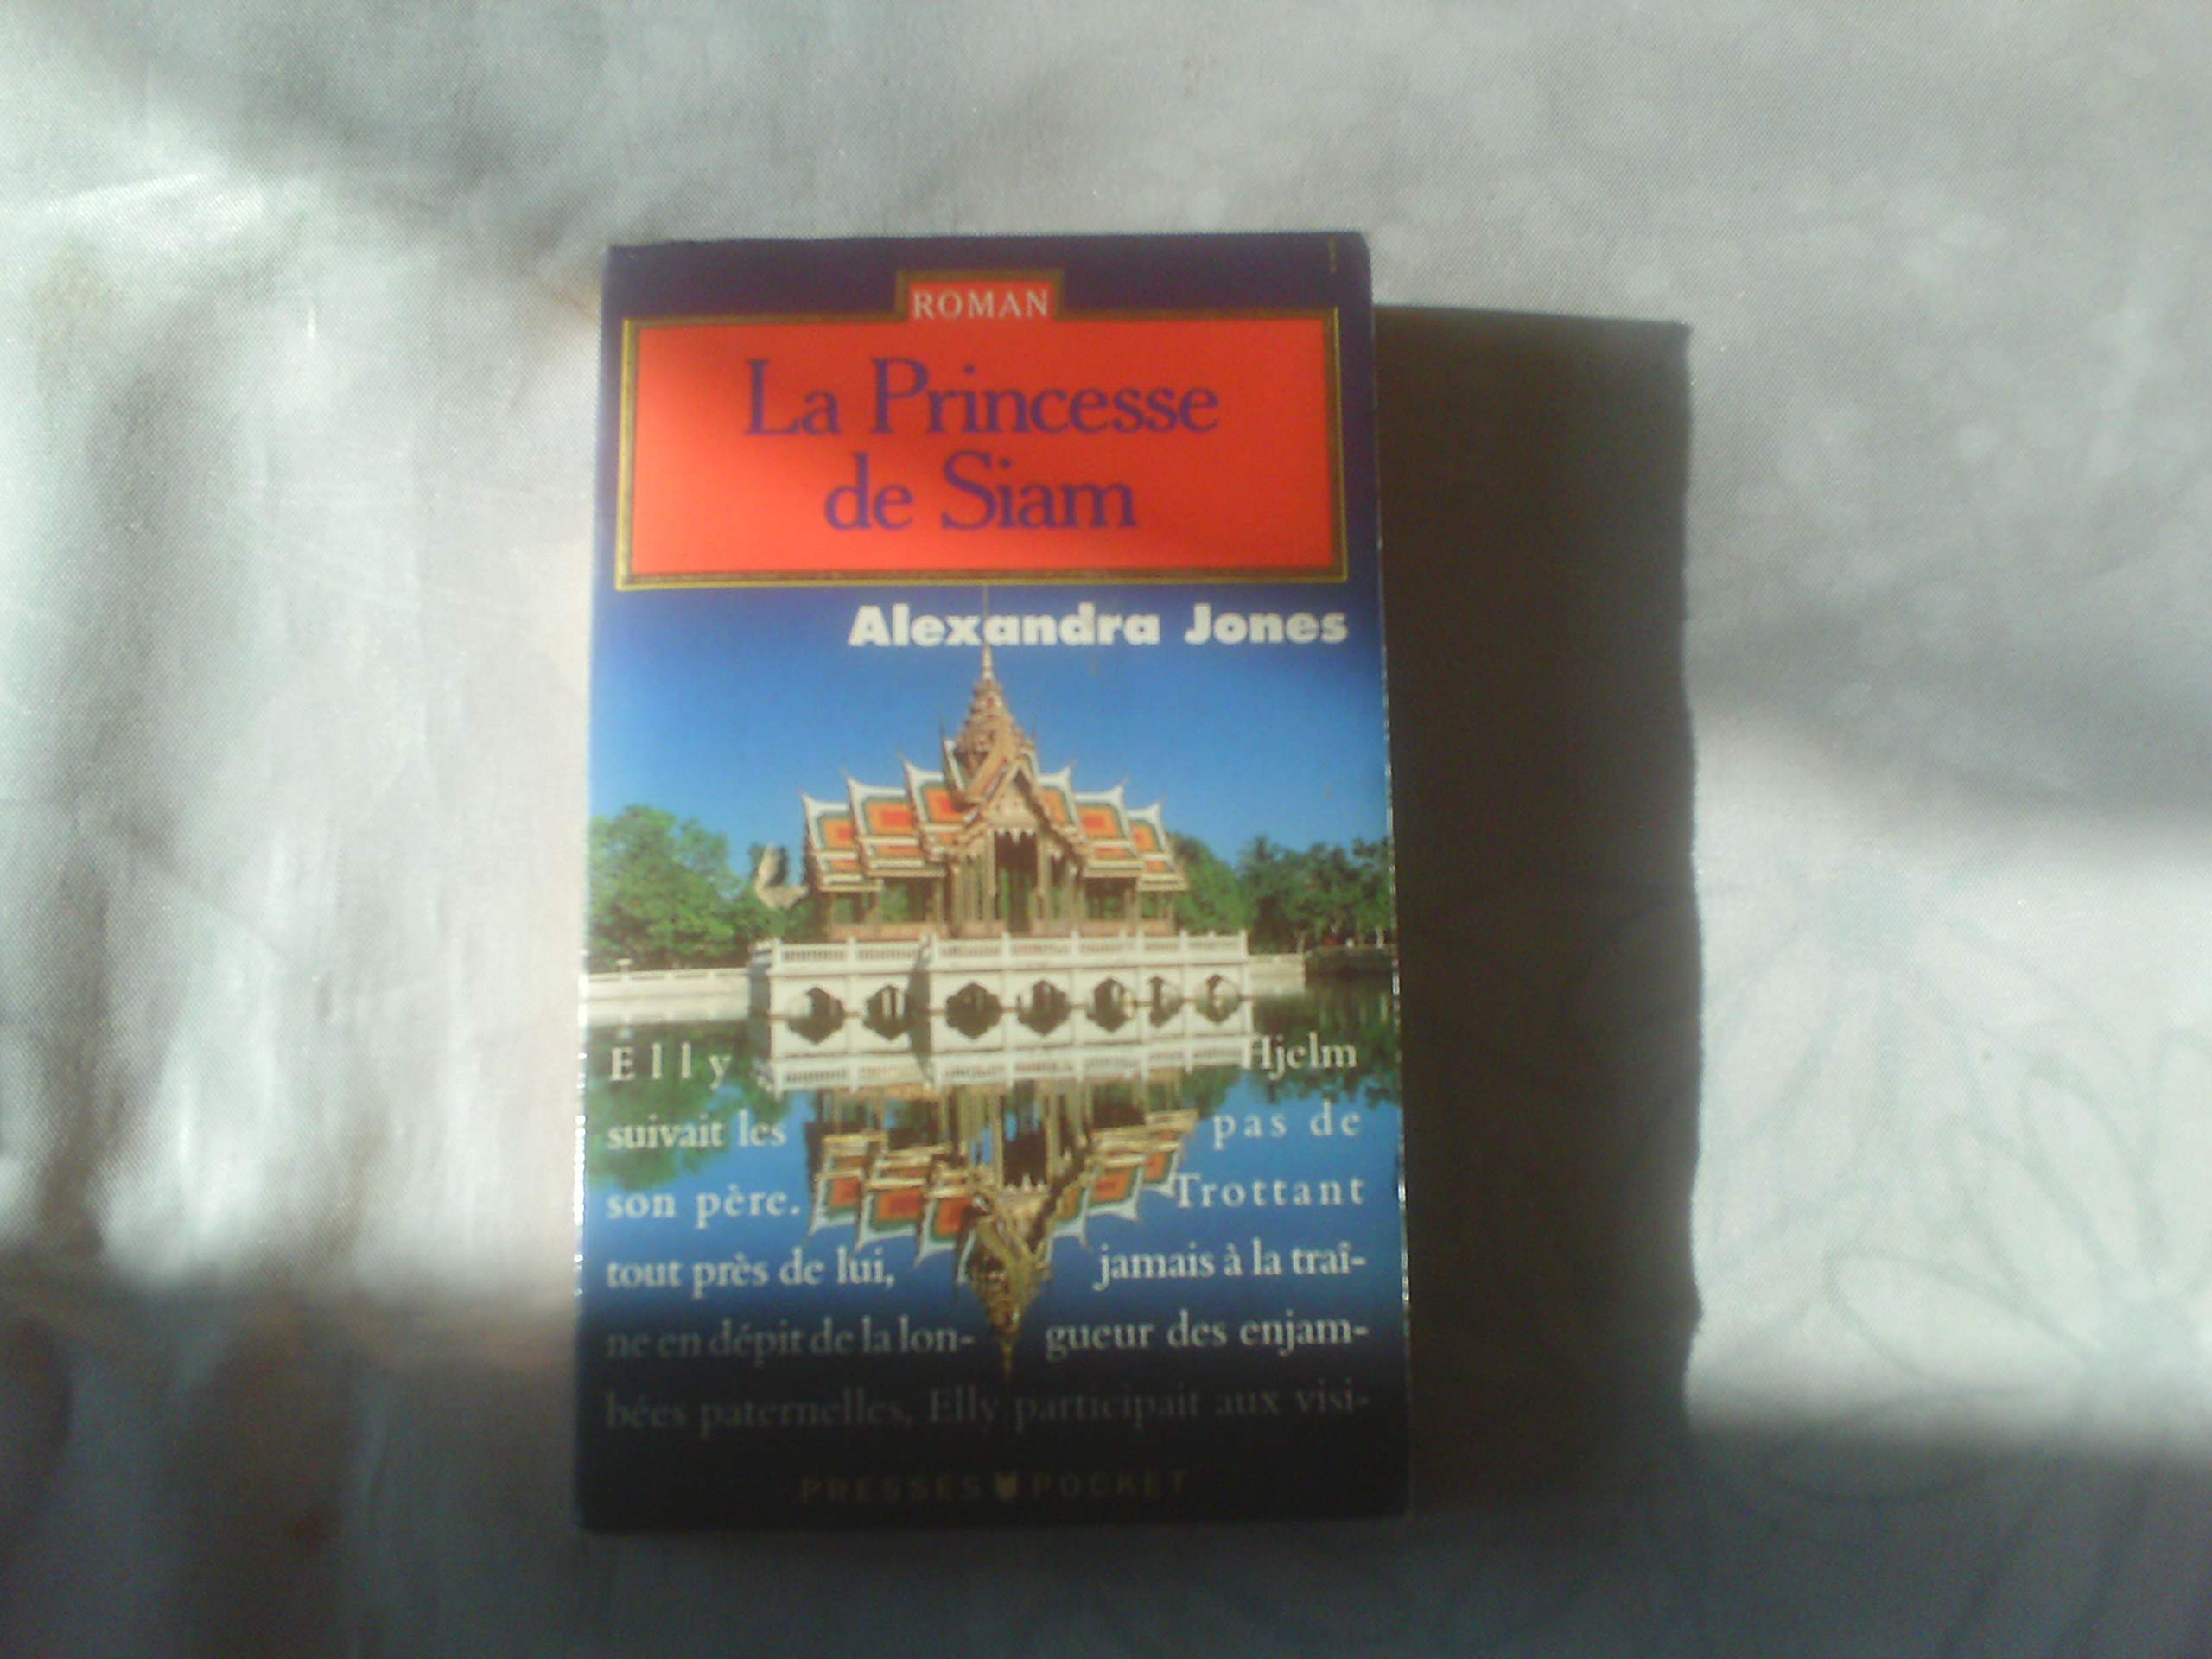 ROMAN
La Princesse
de Siam
Alexandra Jones
Elly Hjelm
suivait les pas de
son père. Trottant
tout près de lui, jamais à la traî-
ne en dépit de la lon- gueur des enjam-
bées paternelles, Elly participait aux visi-
PRESSES POCKET